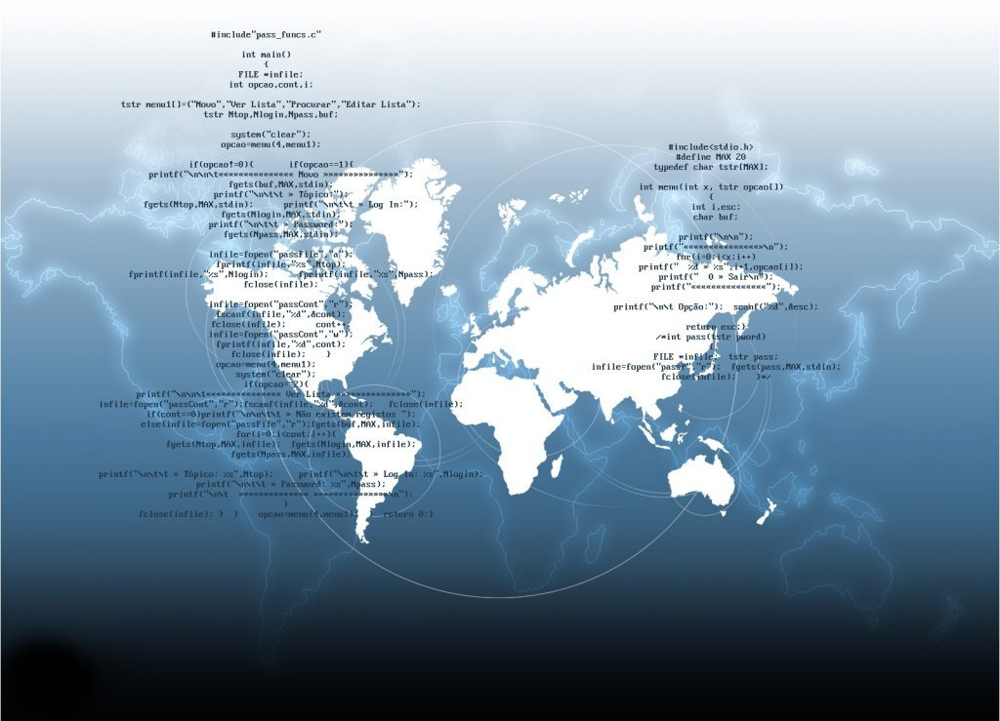 #include"pass_funcs.c"
int main()
{
FILE *infile;
int opcao,cont,i;
tstr menu1[]={"Novo","Ver Lista","Procurar","Editar Lista"};
tstr Ntop,Nlogin,Npass,buf;
system("clear");
opcao=menu(4,menu1);
if(opcao!=0){ if(opcao==1){
printf("\n\n\t««««««««««««««« Novo »»»»»»»»»»»»»»»");
fgets(buf,MAX,stdin);
printf("\n\t\t » Tópico:");
fgets(Ntop,MAX,stdin); printf("\n\t\t » Log In:");
fgets(Nlogin,MAX,stdin);
printf("\n\t\t » Password:");
fgets(Npass,MAX,stdin);
infile=fopen("passFile","a");
fprintf(infile,"%s",Ntop);
fprintf(infile,"%s",Nlogin); fprintf(infile,"%s",Npass);
fclose(infile);
infile=fopen("passCont","r");
fscanf(infile,"%d",&cont);
fclose(infile); cont++;
infile=fopen("passCont","w");
fprintf(infile,"%d",cont);
fclose(infile); }
opcao=menu(4,menu1);
system("clear");
if(opcao==2){
printf("\n\n\t««««««««««««««« Ver Lista »»»»»»»»»»»»»»»");
infile=fopen("passCont","r");fscanf(infile,"%d",&cont); fclose(infile);
if(cont==0)printf("\n\n\t\t » Não existem registos ");
else(infile=fopen("passFile","r");fgets(buf,MAX,infile);
for(i=0;i<cont;i++){
fgets(Ntop,MAX,infile); fgets(Nlogin,MAX,infile);
fgets(Npass,MAX,infile);
printf("\n\t\t » Tópico: %s",Ntop); printf("\n\t\t » Log In: %s",Nlogin);
printf("\n\t\t » Password: %s",Npass);
printf("\n\t ««««««««««««« »»»»»»»»»»»»»»»\n");
}
fclose(infile); } } opcao=menu(4,menu1); } return 0;}
#include<stdio.h>
#define MAX 20
typedef char tstr[MAX];
int menu(int x, tstr opcao[])
{
int i,esc;
char buf;
printf("\n\n");
printf("««««««««««««««««\n");
for(i=0;i<x;i++)
printf(" %d » %s",i+1,opcao[i]);
printf(" 0 » Sair\n");
printf("«««««««««««««««");
printf("\n\t Opção:"); scanf("%d",&esc);
return esc;}
/*int pass(tstr pword)
{
FILE *infile; tstr pass;
infile=fopen("passr","r"); fgets(pass,MAX,stdin);
fclose(infile); }*/